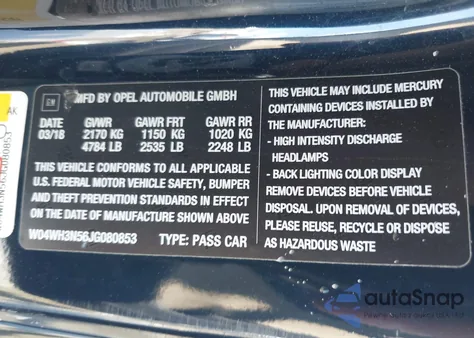 GM MFD BY OPEL AUTOMOBILE GMBH
DATE GVWR GAWR FRT GAWR RR
03/18 2170 KG 1150 KG 1020 KG
4784 LB 2535 LB 2248 LB
THIS VEHICLE CONFORMS TO ALL APPLICABLE
U.S. FEDERAL MOTOR VEHICLE SAFETY, BUMPER
AND THEFT PREVENTION STANDARDS IN EFFECT
ON THE DATE OF MANUFACTURE SHOWN ABOVE.
W04WH3N56JG080853 TYPE: PASS CAR
THIS VEHICLE MAY INCLUDE MERCURY
CONTAINING DEVICES INSTALLED BY
THE MANUFACTURER:
- HIGH INTENSITY DISCHARGE
HEADLAMPS
- BACK LIGHTING COLOR DISPLAY
REMOVE DEVICES BEFORE VEHICLE
DISPOSAL. UPON REMOVAL OF DEVICES,
PLEASE REUSE, RECYCLE OR DISPOSE
AS HAZARDOUS WASTE
AK
autoSnap